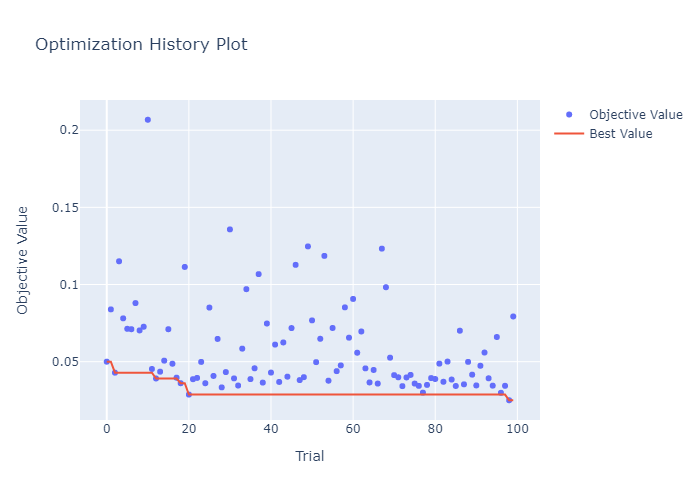 Optimization History Plot
Objective Value
Best Value
0.2
0.15
0.1
0.05
Objective Value
0 20 40 60 80 100
Trial